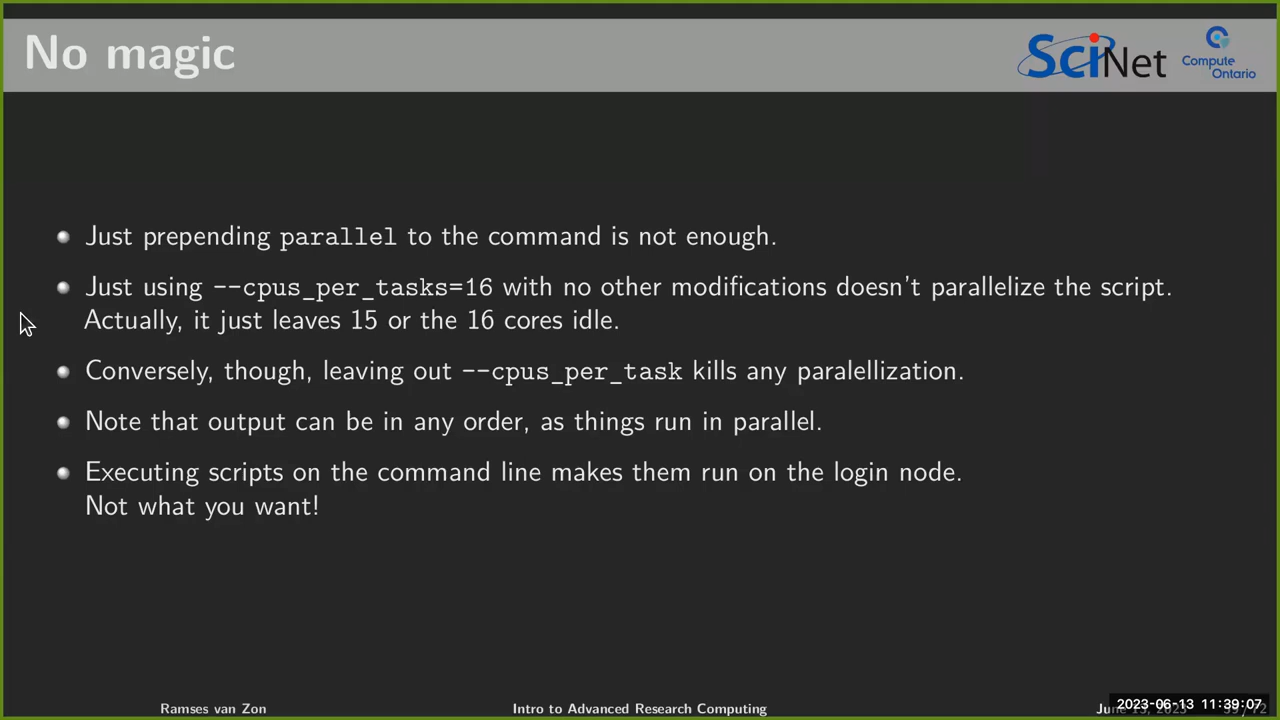 No magic
SciNet
Compute
Ontario
Just prepending parallel to the command is not enough.
Just using --cpus_per_tasks=16 with no other modifications doesn't parallelize the script.
Actually, it just leaves 15 or the 16 cores idle.
Conversely, though, leaving out --cpus_per_task kills any paralellization.
Note that output can be in any order, as things run in parallel.
Executing scripts on the command line makes them run on the login node.
Not what you want!
Ramses van Zon
Intro to Advanced Research Computing
2023-06-13 11:39:07